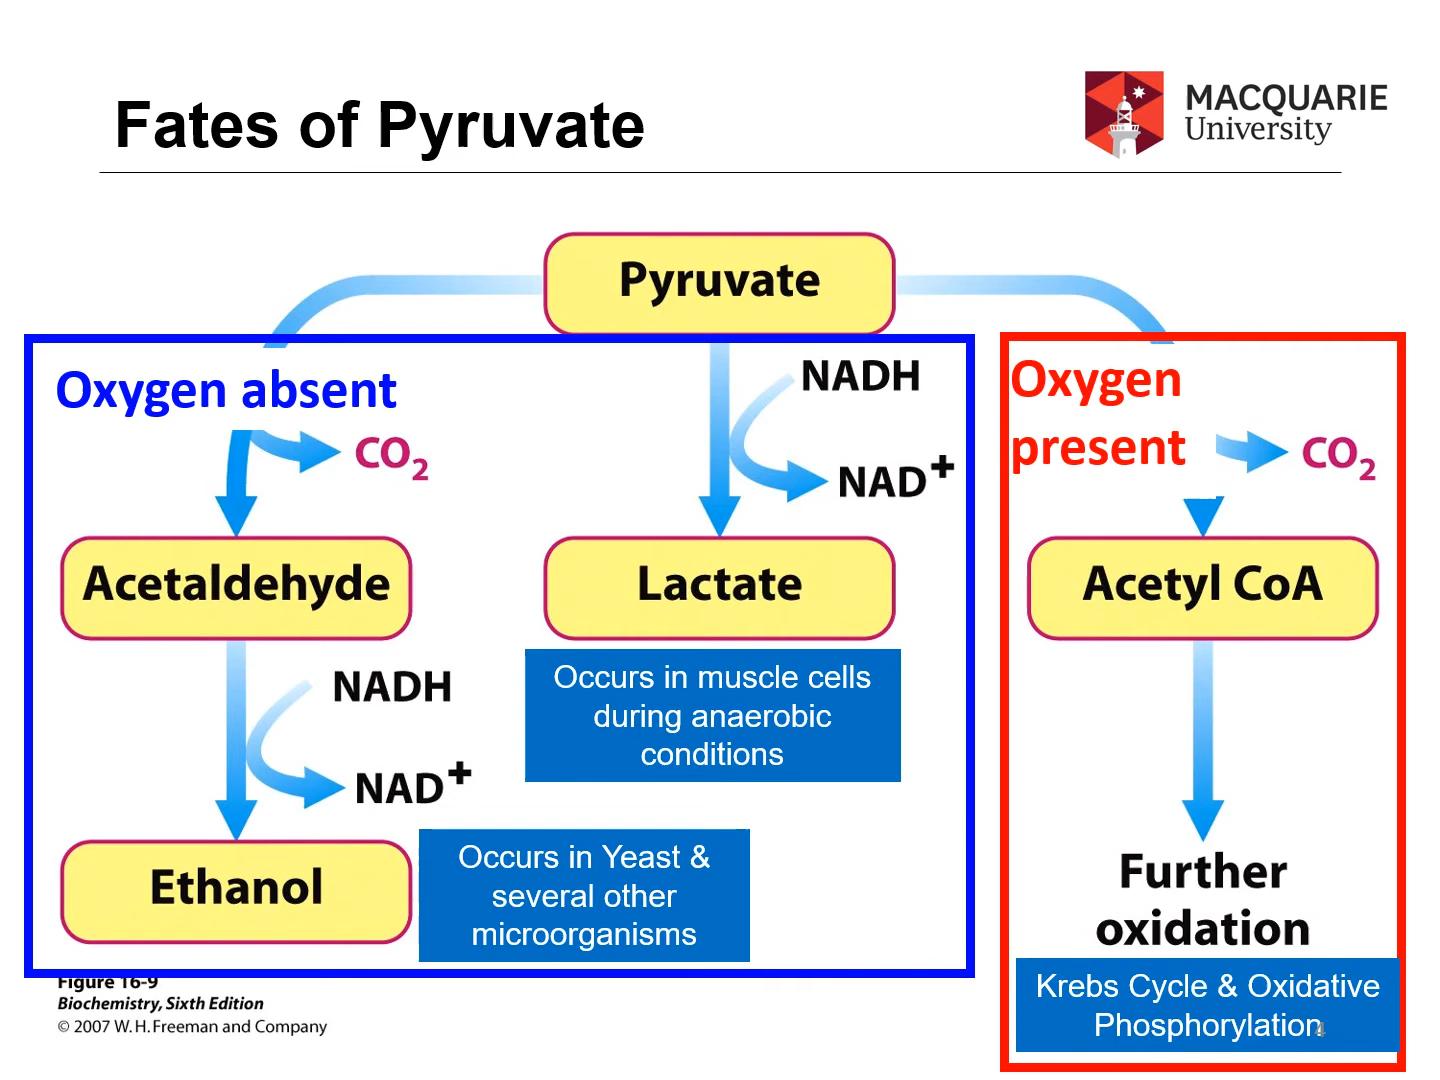 Fates of Pyruvate
MACQUARIE
University
Pyruvate
Oxygen absent
CO2
NADH
NAD+
Oxygen
present
CO2
Acetaldehyde
Lactate
Acetyl CoA
Occurs in muscle cells
during anaerobic
conditions
NADH
NAD+
Ethanol
Occurs in Yeast &
several other
microorganisms
Further
oxidation
Krebs Cycle & Oxidative
Phosphorylation
4
Figure 16-9
Biochemistry, Sixth Edition
© 2007 W. H. Freeman and Company